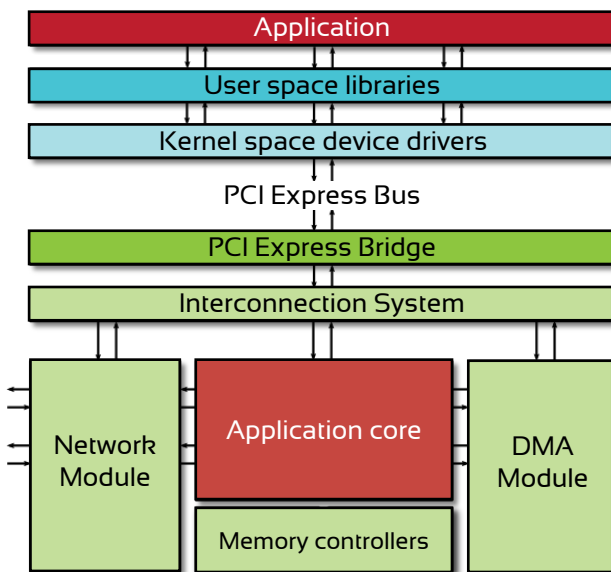 Application
User space libraries
Kernel space device drivers
PCI Express Bus
PCI Express Bridge
Interconnection System
Network
Module
Application core
DMA
Module
Memory controllers